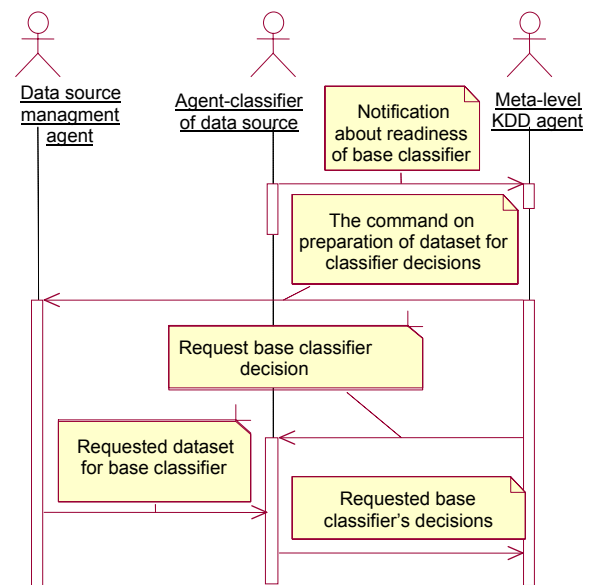 Data source
managment
agent
Agent-classifier
of data source
Meta-level
KDD agent
Notification
about readiness
of base classifier
The command on
preparation of dataset for
classifier decisions
Request base classifier
decision
Requested dataset
for base classifier
Requested base
classifier's decisions